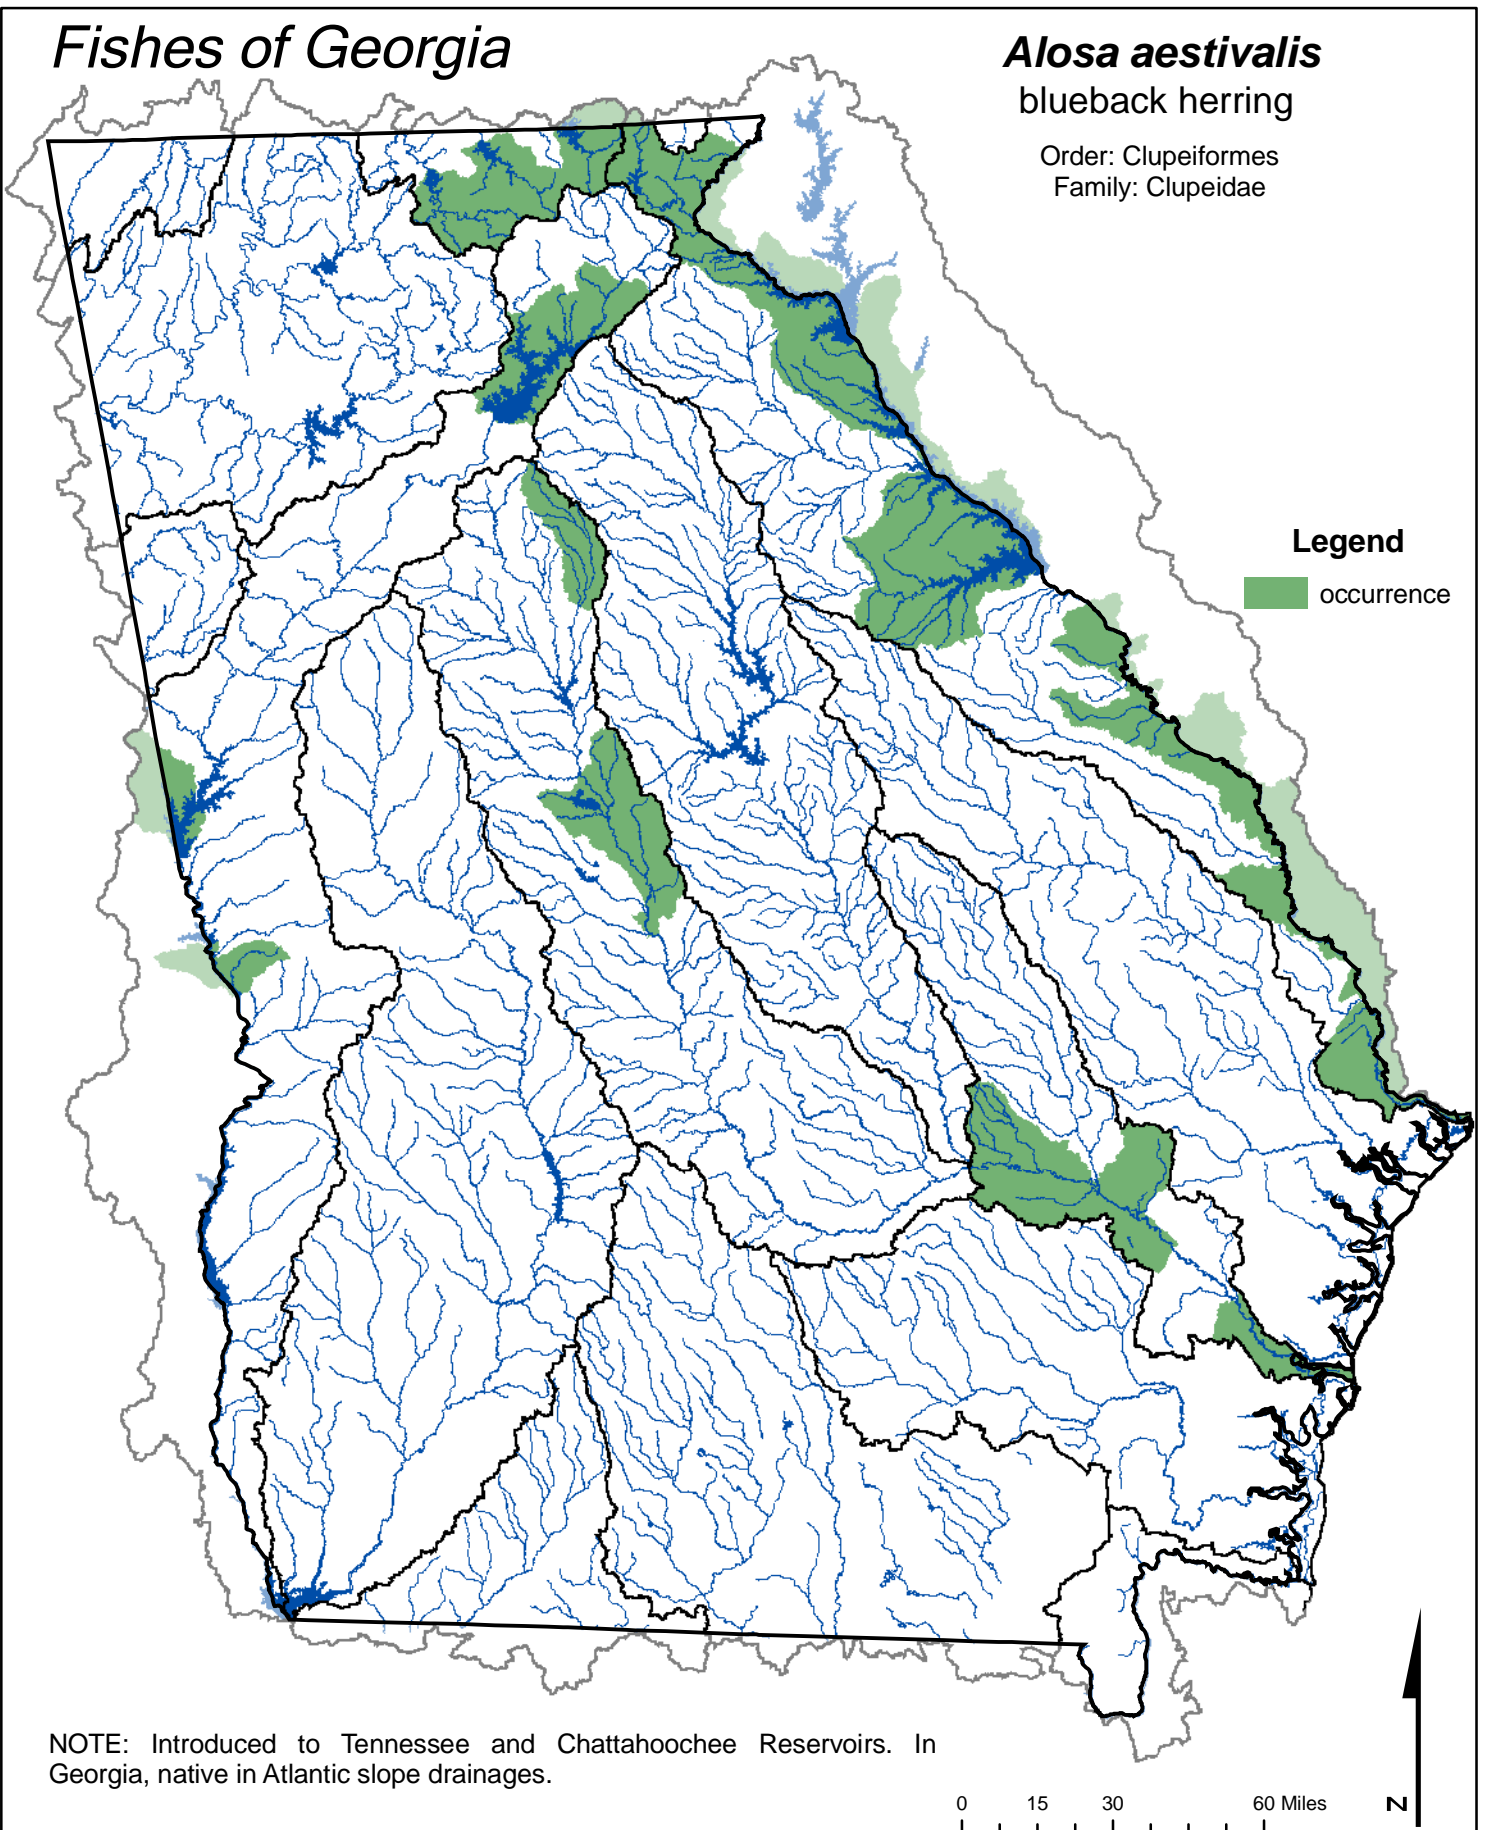 Fishes of Georgia
Alosa aestivalis
blueback herring
Order: Clupeiformes
Family: Clupeidae
Legend
occurrence
NOTE: Introduced to Tennessee and Chattahoochee Reservoirs. In
Georgia, native in Atlantic slope drainages.
0 15 30 60 Miles
N